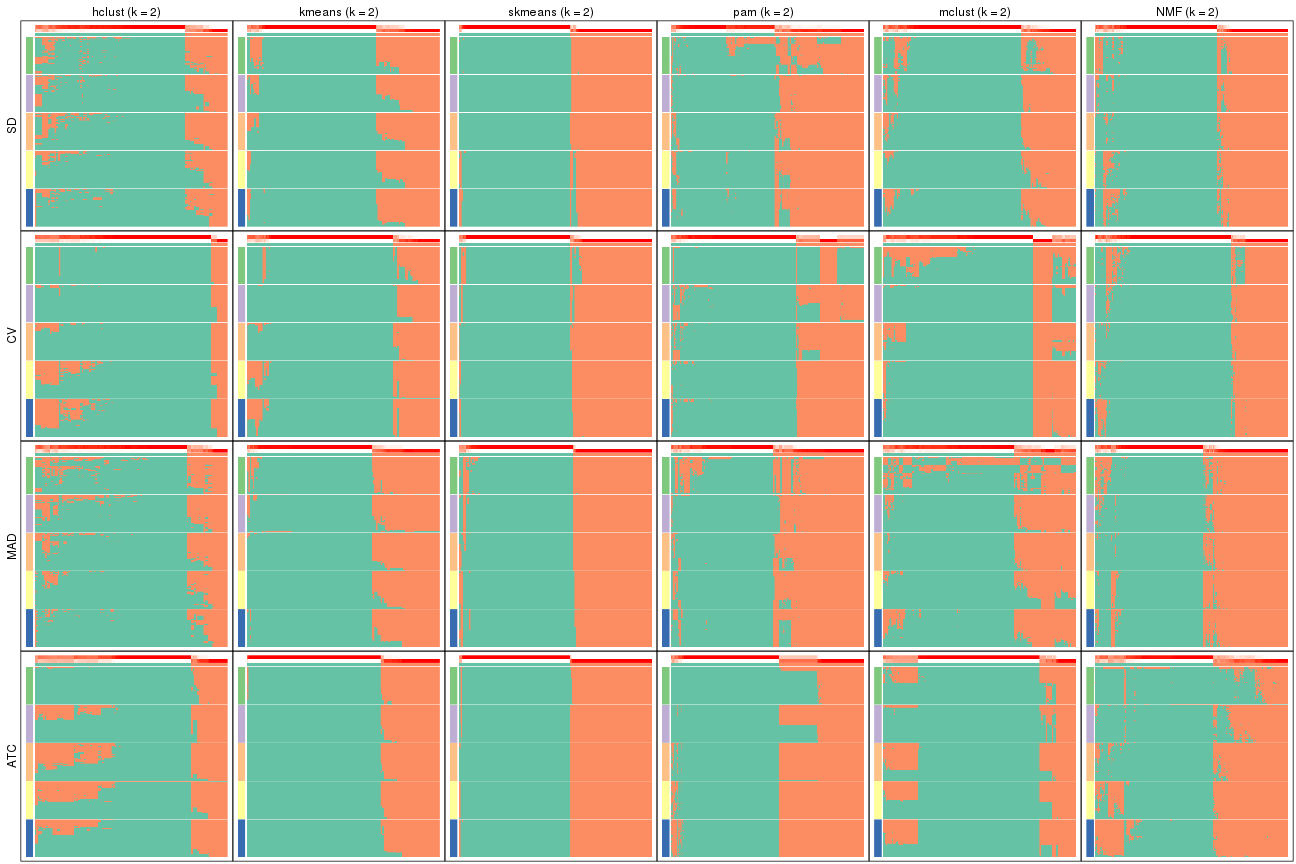 hclust (k = 2)
kmeans (k = 2)
skmeans (k = 2)
pam (k = 2)
mclust (k = 2)
NMF (k = 2)
SD
CV
MAD
ATC